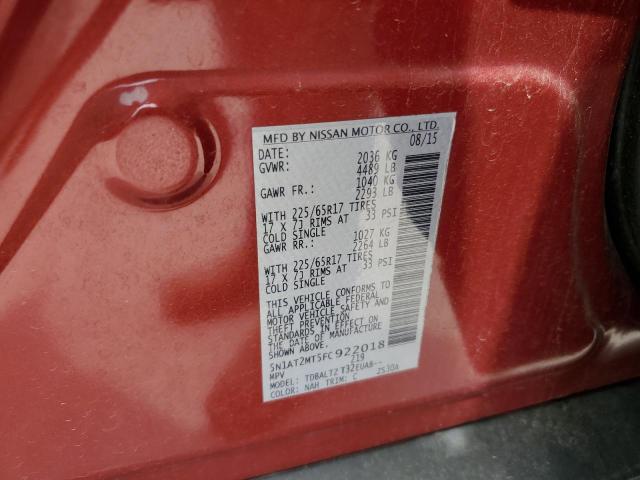 MFD BY NISSAN MOTOR CO., LTD.
DATE: 08/15
GVWR: 2036 KG
4489 LB
GAWR FR.: 1040 KG
2293 LB
WITH 225/65R17 TIRES
17 X 7J RIMS AT 33 PSI
COLD SINGLE
GAWR RR.: 1027 KG
2264 LB
WITH 225/65R17 TIRES
17 X 7J RIMS AT 33 PSI
COLD SINGLE
THIS VEHICLE CONFORMS TO
ALL APPLICABLE FEDERAL
MOTOR VEHICLE SAFETY AND
THEFT PREVENTION
STANDARDS IN EFFECT ON THE
DATE OF MANUFACTURE
5N1AT2MT5FC922018
MPV 219
MODEL: TDBALTZ T32EUAB--
COLOR: NAH TRIM: C 2530A